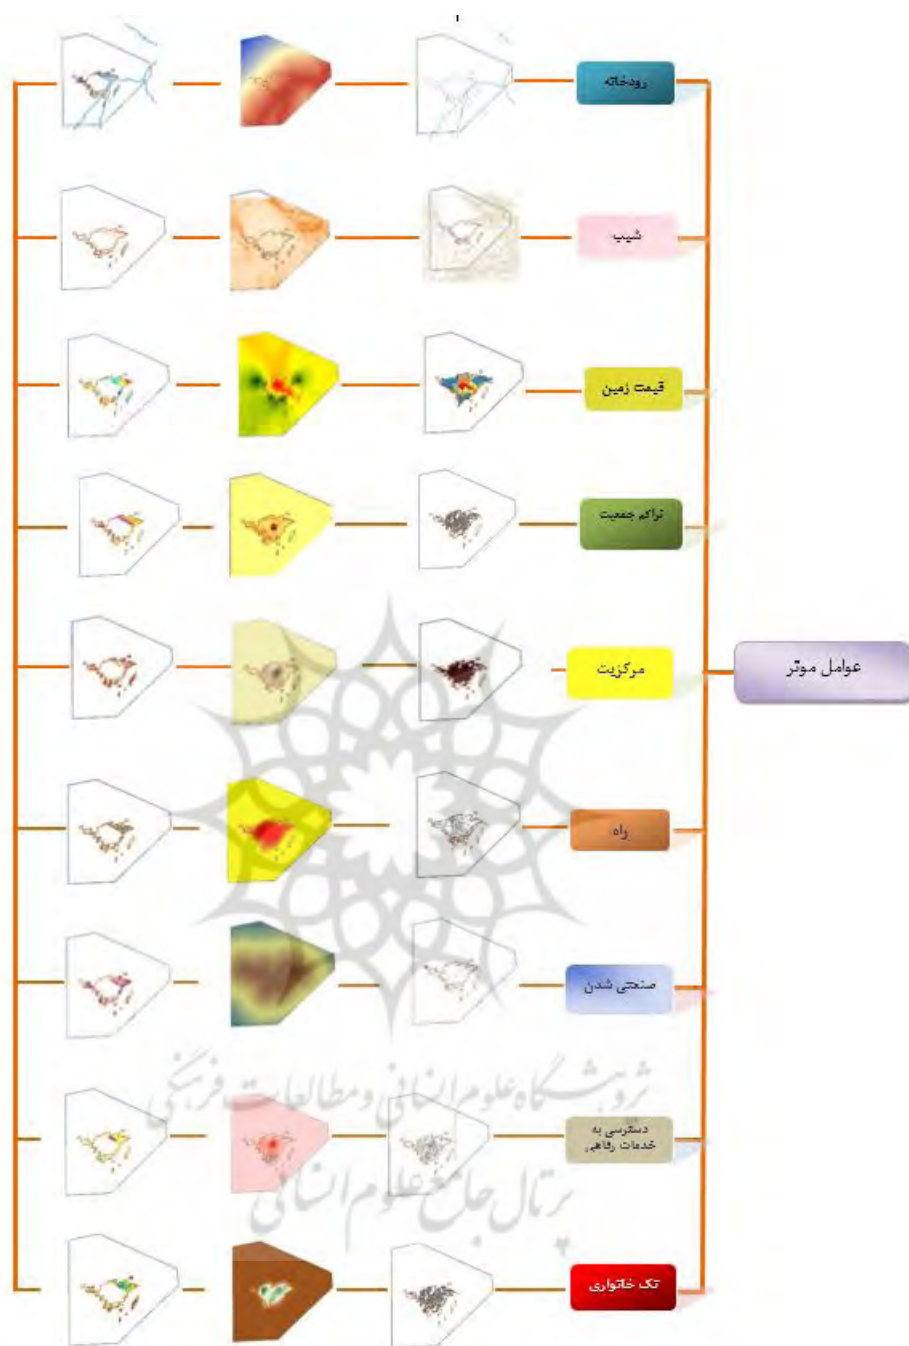 رودخانه
شیب
قیمت زمین
تراکم جمعیت
عوامل موثر
مرکزیت
راه
صنعتی شدن
پژوهشگاه علوم انسانی و مطالعات فرهنگی
دسترسی به
خدمات رفاهی
پرتال جامع علوم انسانی
تک خانواری